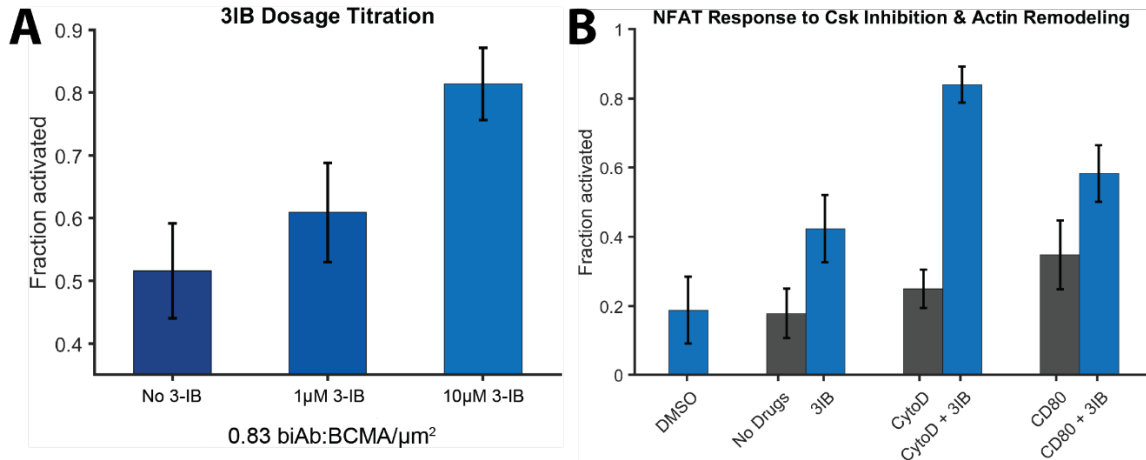 A
3IB Dosage Titration
Fraction activated
0.9
0.8
0.7
0.6
0.5
0.4
No 3-IB
1μM 3-IB
10μM 3-IB
0.83 biAb:BCMA/μm²
B
NFAT Response to Csk Inhibition & Actin Remodeling
Fraction activated
1
0.8
0.6
0.4
0.2
0
DMSO
No Drugs
3IB
CytoD
CytoD + 3IB
CD80
CD80 + 3IB